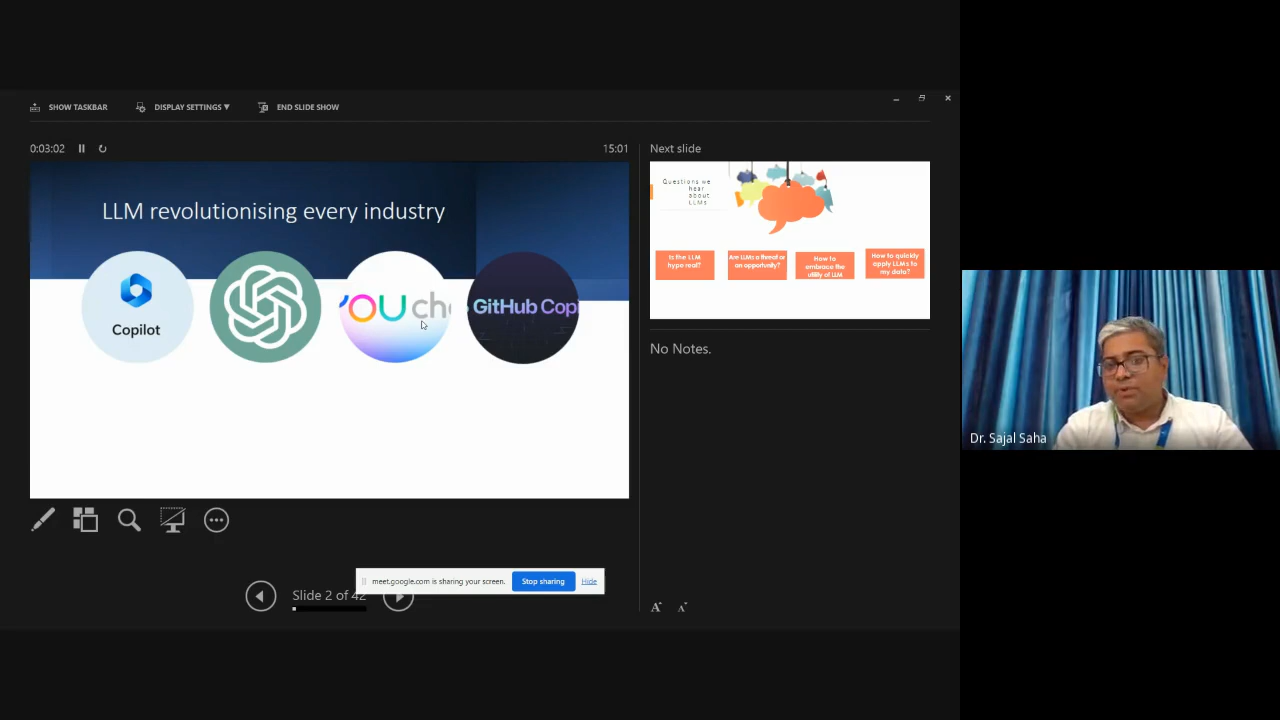 SHOW TASKBAR
DISPLAY SETTINGS ▼
END SLIDE SHOW
0:03:02
15:01
Next slide
LLM revolutionising every industry
Copilot
YOU
GitHub Copi
Questions we
hear
about
LLMs
Is the LLM
hype real?
Are LLMs a threat or
an opportunity?
How to
embrace the
utility of LLM
How to quickly
apply LLMs to
my data?
No Notes.
Dr. Sajal Saha
meet.google.com is sharing your screen.
Stop sharing
Hide
Slide 2 of 42
A
A